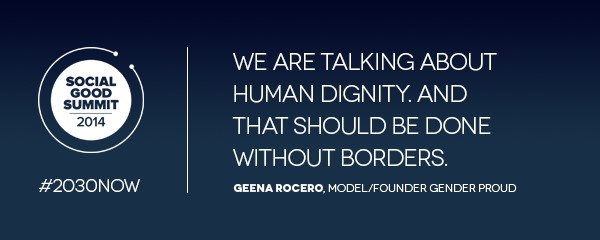 SOCIAL
GOOD
SUMMIT
2014
#2030NOW
WE ARE TALKING ABOUT
HUMAN DIGNITY. AND
THAT SHOULD BE DONE
WITHOUT BORDERS.
GEENA ROCERO, MODEL/FOUNDER GENDER PROUD